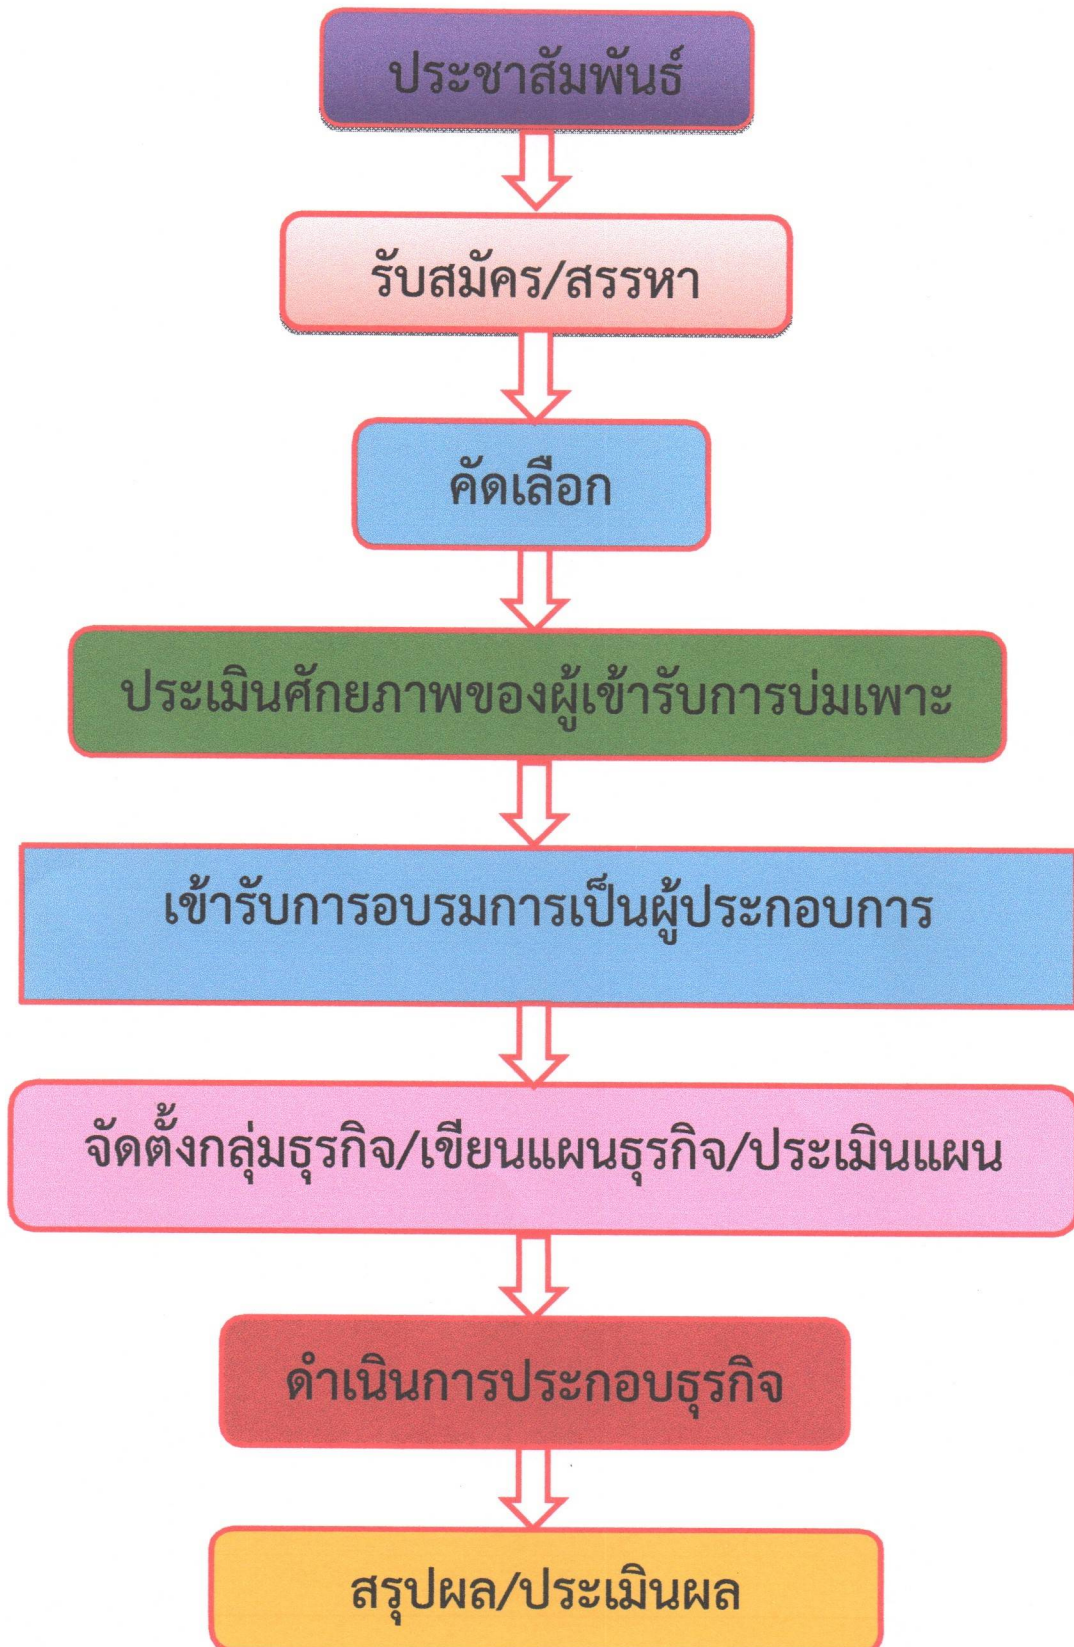 ประชาสัมพันธ์
รับสมัคร/สรรหา
คัดเลือก
ประเมินศักยภาพของผู้เข้ารับการบ่มเพาะ
เข้ารับการอบรมการเป็นผู้ประกอบการ
จัดตั้งกลุ่มธุรกิจ/เขียนแผนธุรกิจ/ประเมินแผน
ดำเนินการประกอบธุรกิจ
สรุปผล/ประเมินผล